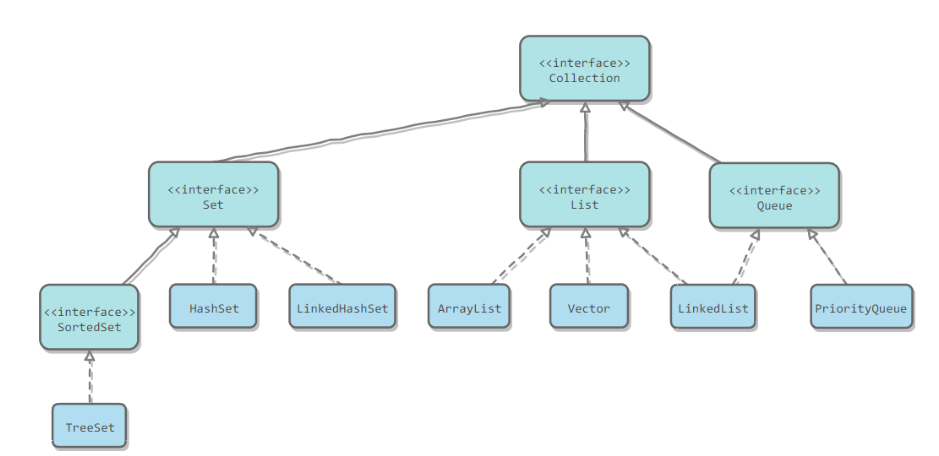 <<interface>>
Collection
<<interface>>
Set
<<interface>>
List
<<interface>>
Queue
<<interface>>
SortedSet
HashSet
LinkedHashSet
ArrayList
Vector
LinkedList
PriorityQueue
TreeSet